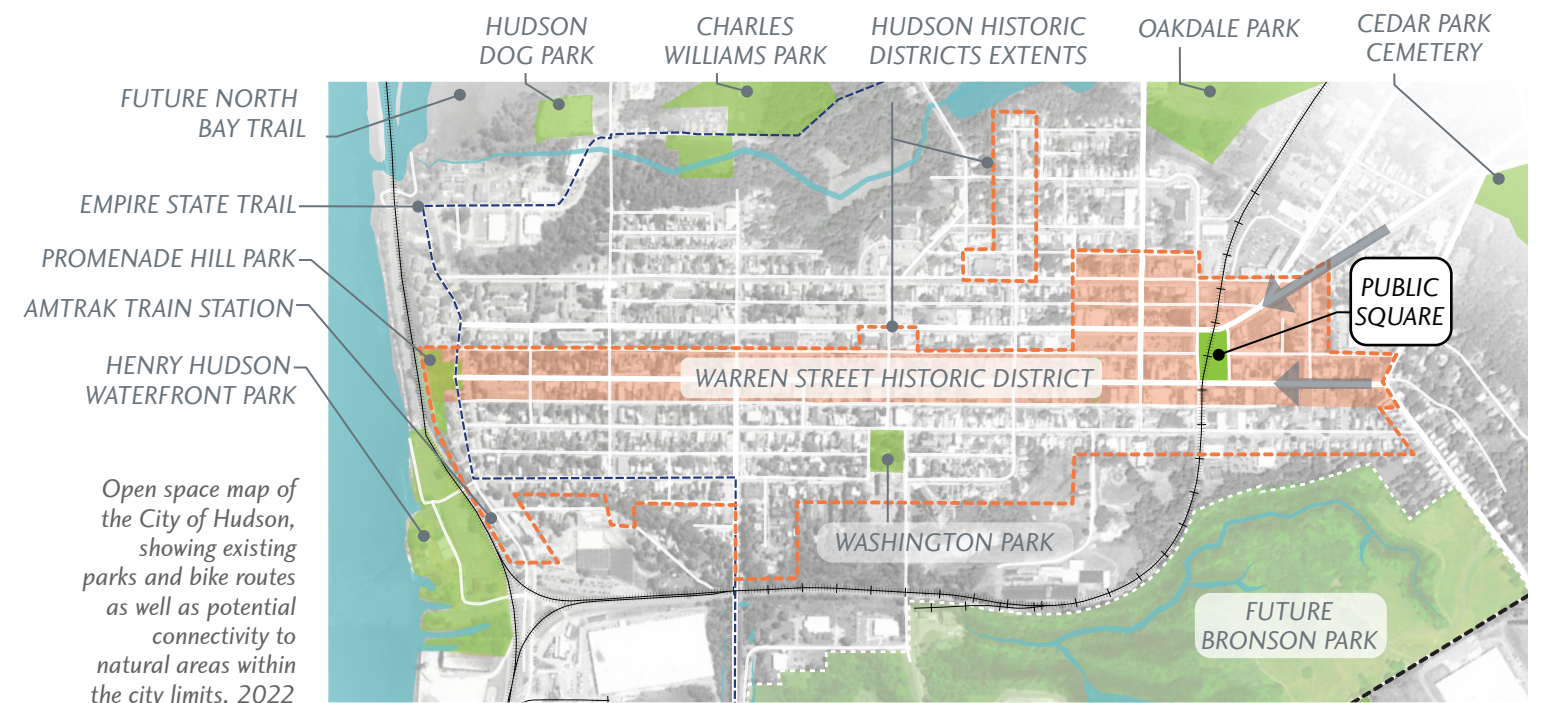 HUDSON
DOG PARK
CHARLES
WILLIAMS PARK
HUDSON HISTORIC
DISTRICTS EXTENTS
OAKDALE PARK
CEDAR PARK
CEMETERY
FUTURE NORTH
BAY TRAIL
EMPIRE STATE TRAIL
PROMENADE HILL PARK
AMTRAK TRAIN STATION
HENRY HUDSON
WATERFRONT PARK
PUBLIC
SQUARE
WARREN STREET HISTORIC DISTRICT
WASHINGTON PARK
FUTURE
BRONSON PARK
Open space map of
the City of Hudson,
showing existing
parks and bike routes
as well as potential
connectivity to
natural areas within
the city limits. 2022